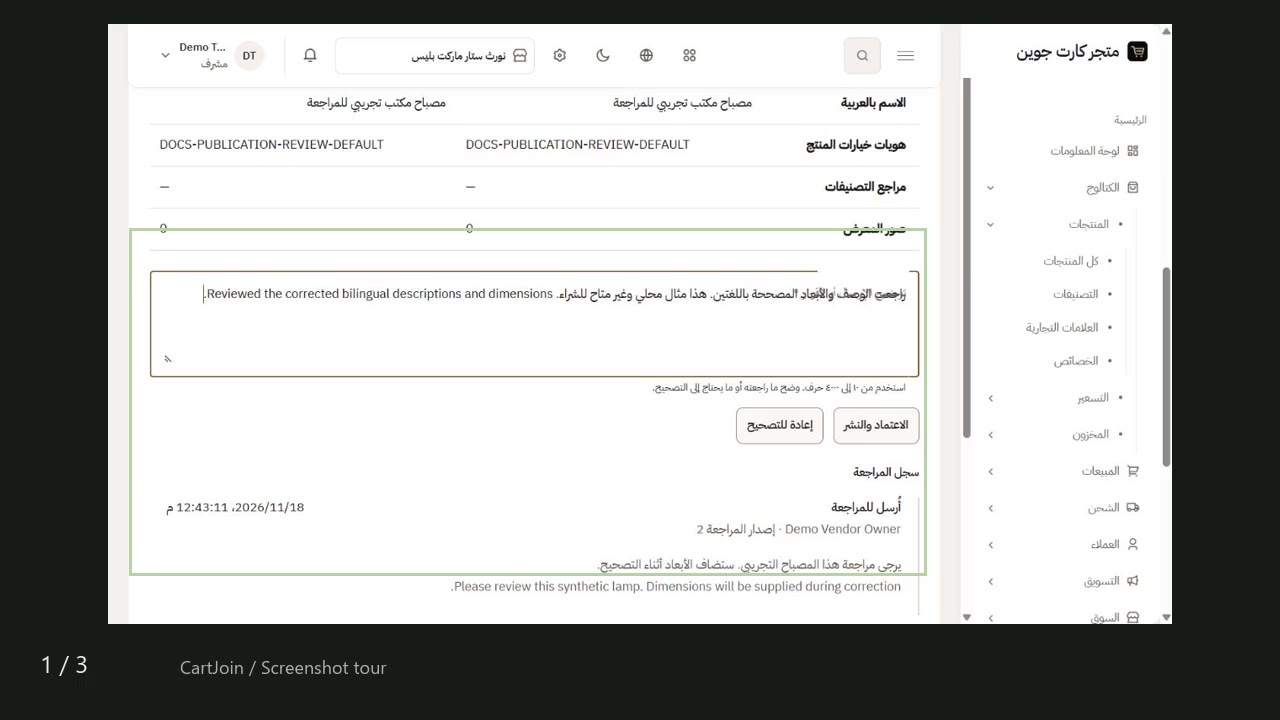 متجر كارت جوين
نورث ستار ماركت بليس
DT
Demo T...
مشرف
الرئيسية
لوحة المعلومات
الكتالوج
المنتجات
كل المنتجات
التصنيفات
العلامات التجارية
الخصائص
التسعير
المخزون
المبيعات
الشحن
العملاء
التسويق
السوق
الاسم بالعربية مصباح مكتب تجريبي للمراجعة مصباح مكتب تجريبي للمراجعة
هويات خيارات المنتج DOCS-PUBLICATION-REVIEW-DEFAULT DOCS-PUBLICATION-REVIEW-DEFAULT
مراجع التصنيفات — —
صور المعرض 0 0
راجعت الوصف والأبعاد المصححة باللغتين. هذا مثال محلي وغير متاح للشراء. Reviewed the corrected bilingual descriptions and dimensions.
استخدم من ١٠ إلى ٤٠٠٠ حرف. وضح ما راجعته أو ما يحتاج إلى التصحيح.
الاعتماد والنشر
إعادة للتصحيح
سجل المراجعة
أُرسل للمراجعة 2026/11/18، 12:43:11 م
Demo Vendor Owner · إصدار المراجعة 2
يرجى مراجعة هذا المصباح التجريبي. ستضاف الأبعاد أثناء التصحيح.
Please review this synthetic lamp. Dimensions will be supplied during correction.
1 / 3
CartJoin / Screenshot tour